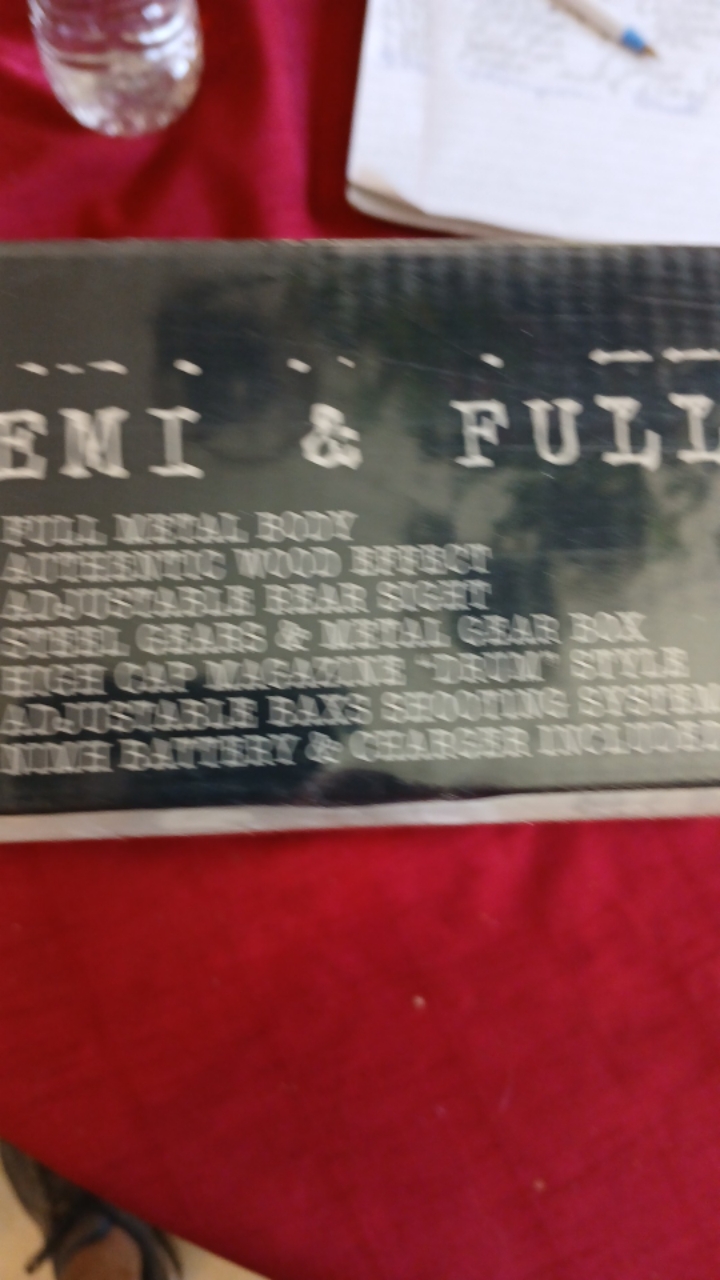 EMI & FULL
FULL METAL BODY
AUTHENTIC WOOD EFFECT
ADJUSTABLE REAR SIGHT
STEEL GEARS & METAL GEAR BOX
HIGH CAP MAGAZINE "DRUM" STYLE
ADJUSTABLE BAXS SHOOTING SYSTEM
NIMH BATTERY & CHARGER INCLUDED